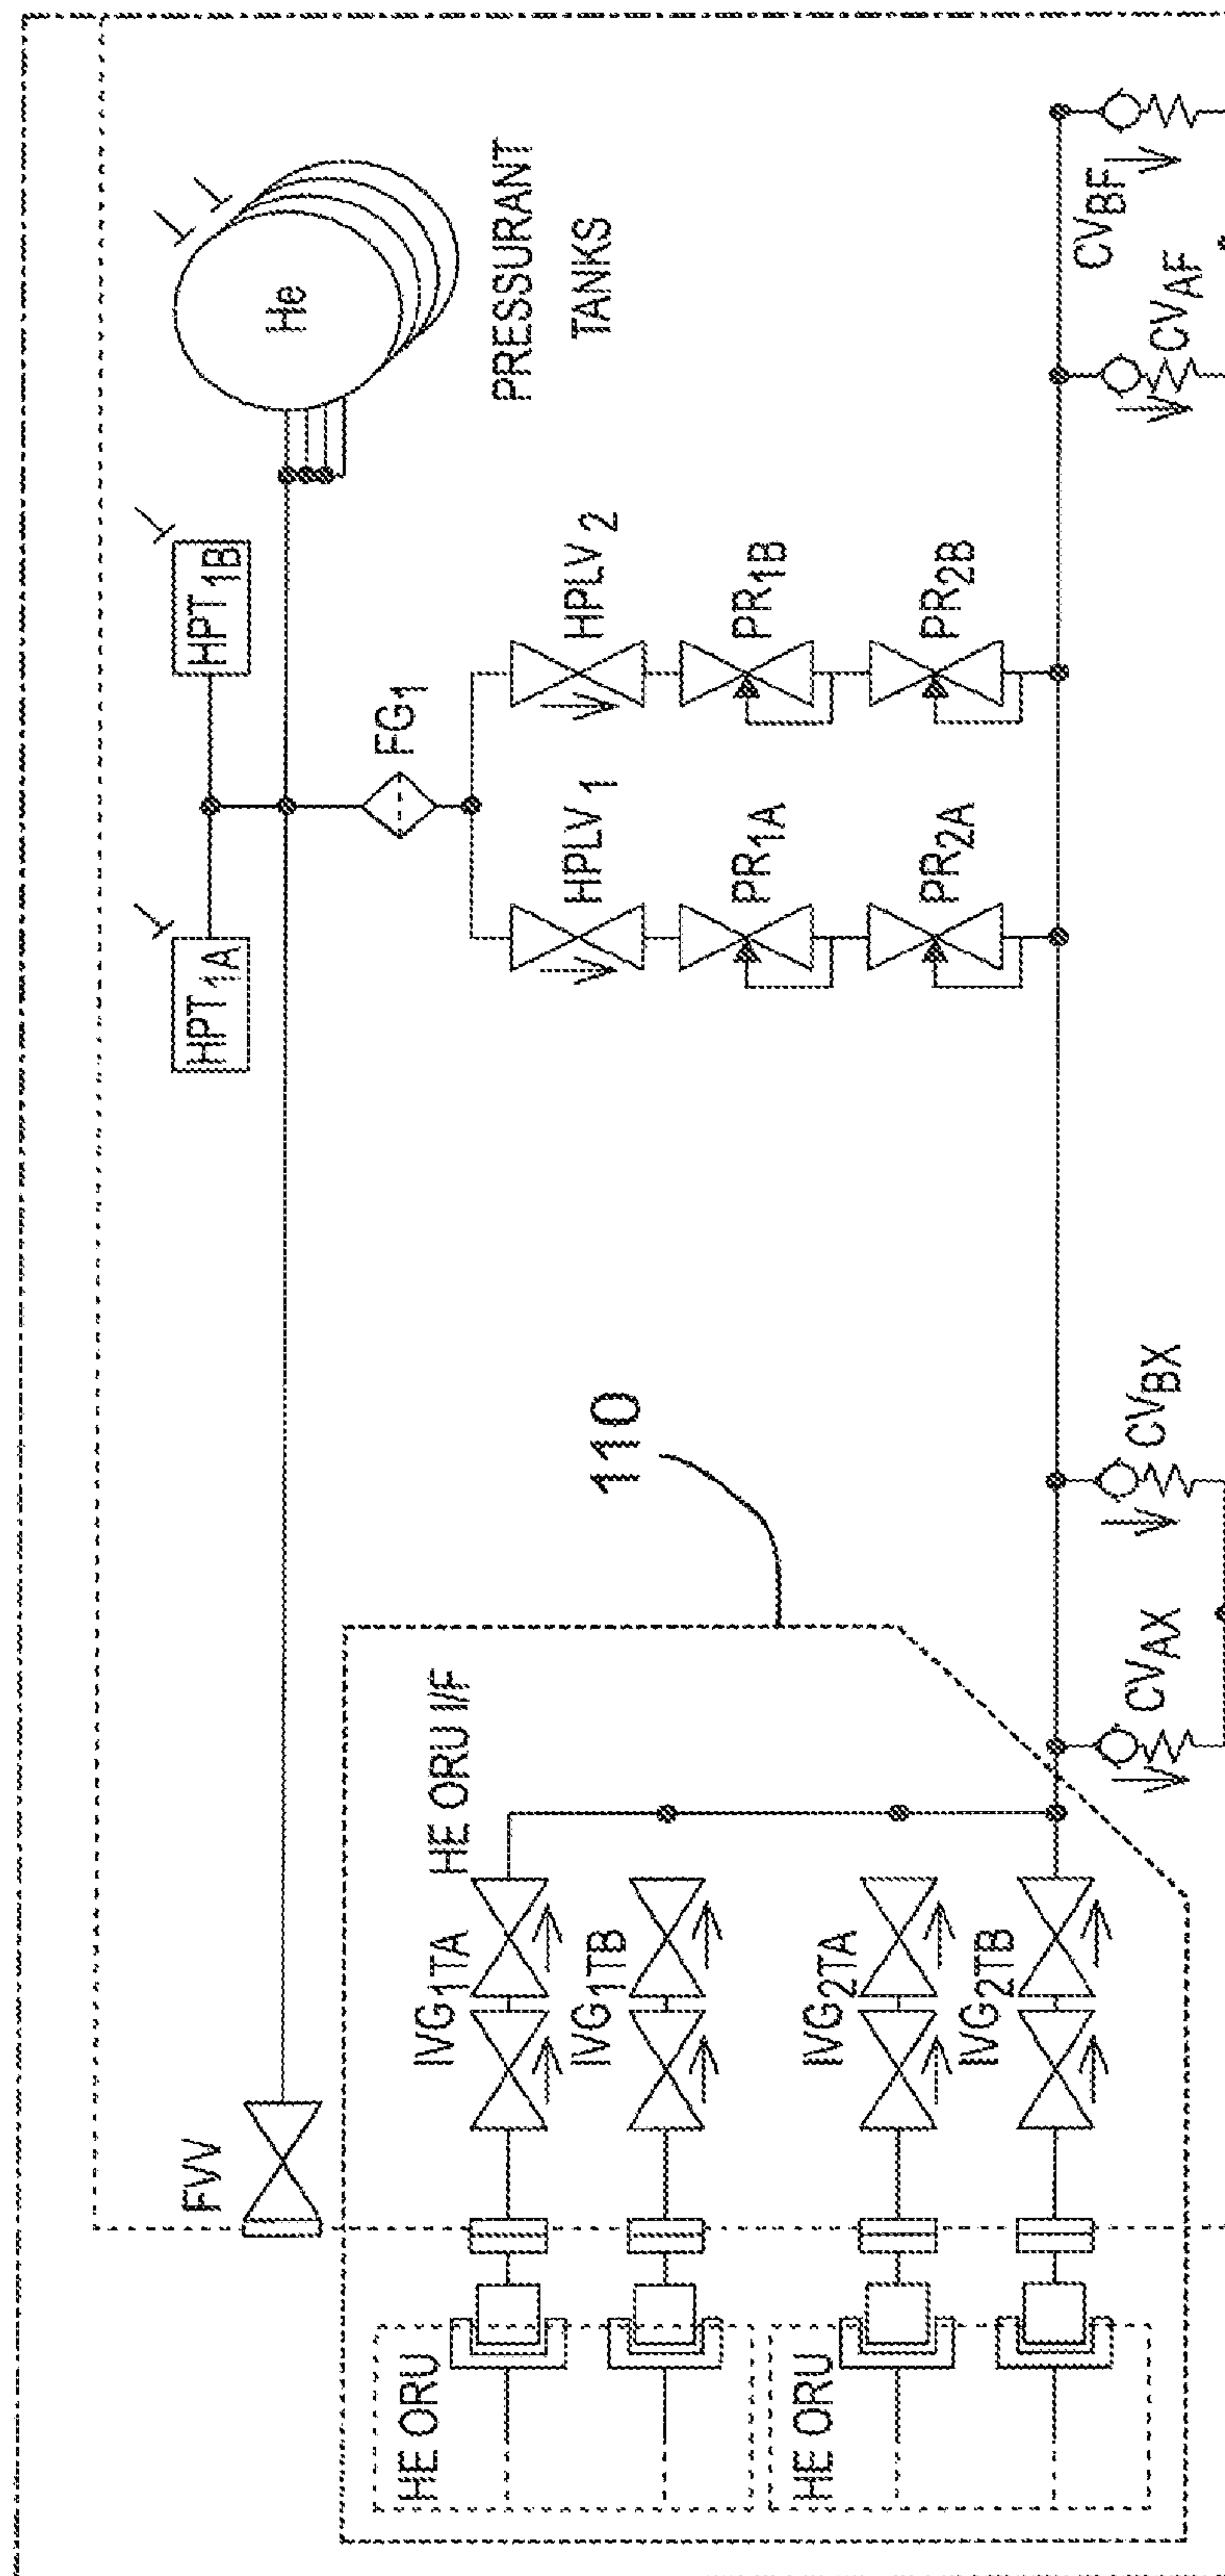 He
PRESSURANT
TANKS
HPT1B
HPT1A
FG1
HPLV2
HPLV1
PR1B
PR1A
PR2B
PR2A
CVBF
CVAF
FVV
110
HE ORU I/F
IVG1TA
IVG1TB
IVG2TA
IVG2TB
CVBX
CVAX
HE ORU
HE ORU